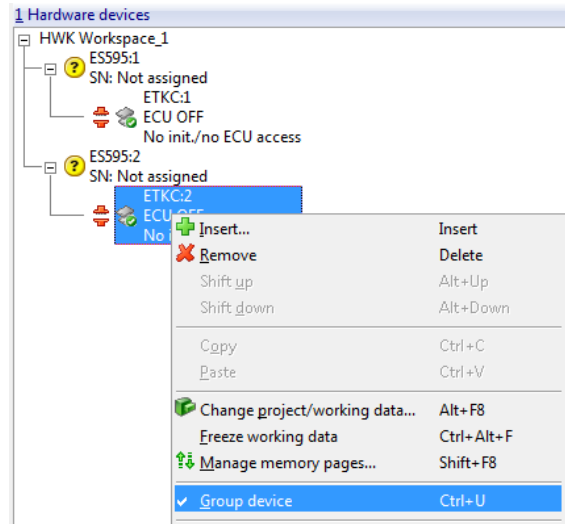 1 Hardware devices
HWK Workspace_1
ES595:1
SN: Not assigned
ETKC:1
ECU OFF
No init./no ECU access
ES595:2
SN: Not assigned
ETKC:2
ECU OFF
No
Insert... Insert
Remove Delete
Shift up Alt+Up
Shift down Alt+Down
Copy Ctrl+C
Paste Ctrl+V
Change project/working data... Alt+F8
Freeze working data Ctrl+Alt+F
Manage memory pages... Shift+F8
Group device Ctrl+U